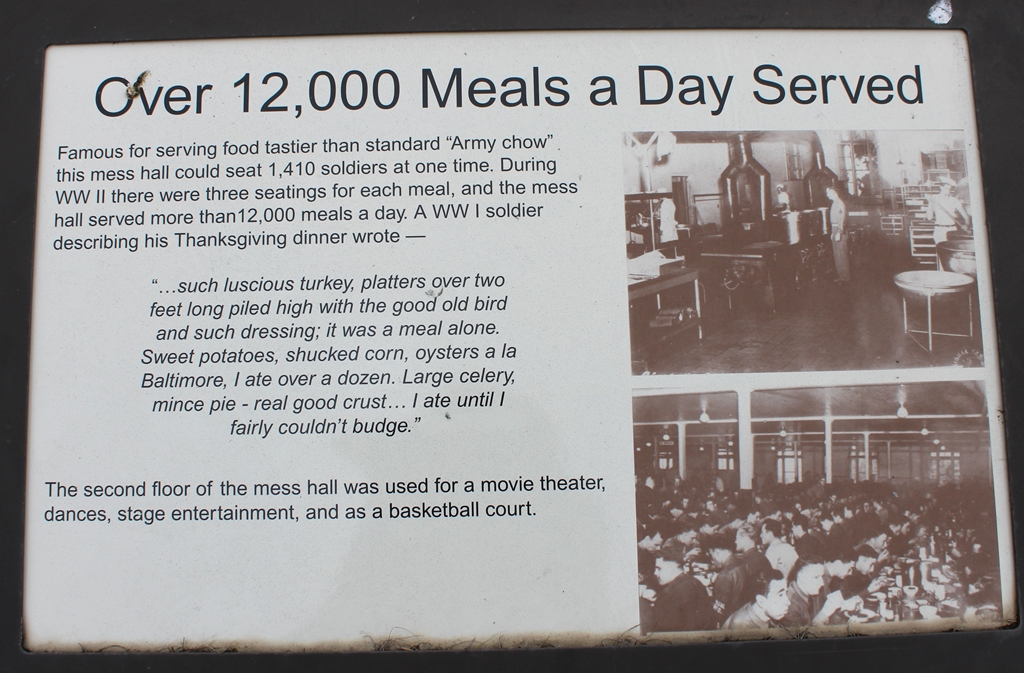 Over 12,000 Meals a Day Served
Famous for serving food tastier than standard “Army chow”
this mess hall could seat 1,410 soldiers at one time. During
WW II there were three seatings for each meal, and the mess
hall served more than12,000 meals a day. A WW I soldier
describing his Thanksgiving dinner wrote —
“…such luscious turkey, platters over two
feet long piled high with the good old bird
and such dressing; it was a meal alone.
Sweet potatoes, shucked corn, oysters a la
Baltimore, I ate over a dozen. Large celery,
mince pie - real good crust… I ate until I
fairly couldn’t budge.”
The second floor of the mess hall was used for a movie theater,
dances, stage entertainment, and as a basketball court.